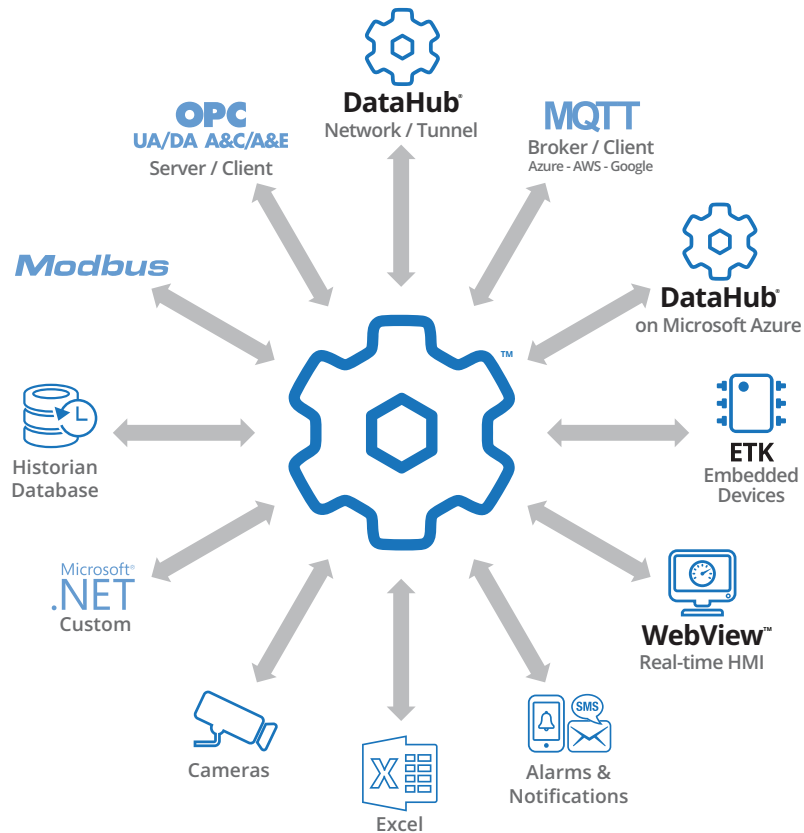 DataHub®
Network / Tunnel
OPC
UA/DA A&C/A&E
Server / Client
MQTT
Broker / Client
Azure - AWS - Google
Modbus
DataHub®
on Microsoft Azure
™
Historian
Database
ETK
Embedded
Devices
Microsoft®
.NET
Custom
WebView™
Real-time HMI
Cameras
X
Excel
SMS
Alarms &
Notifications